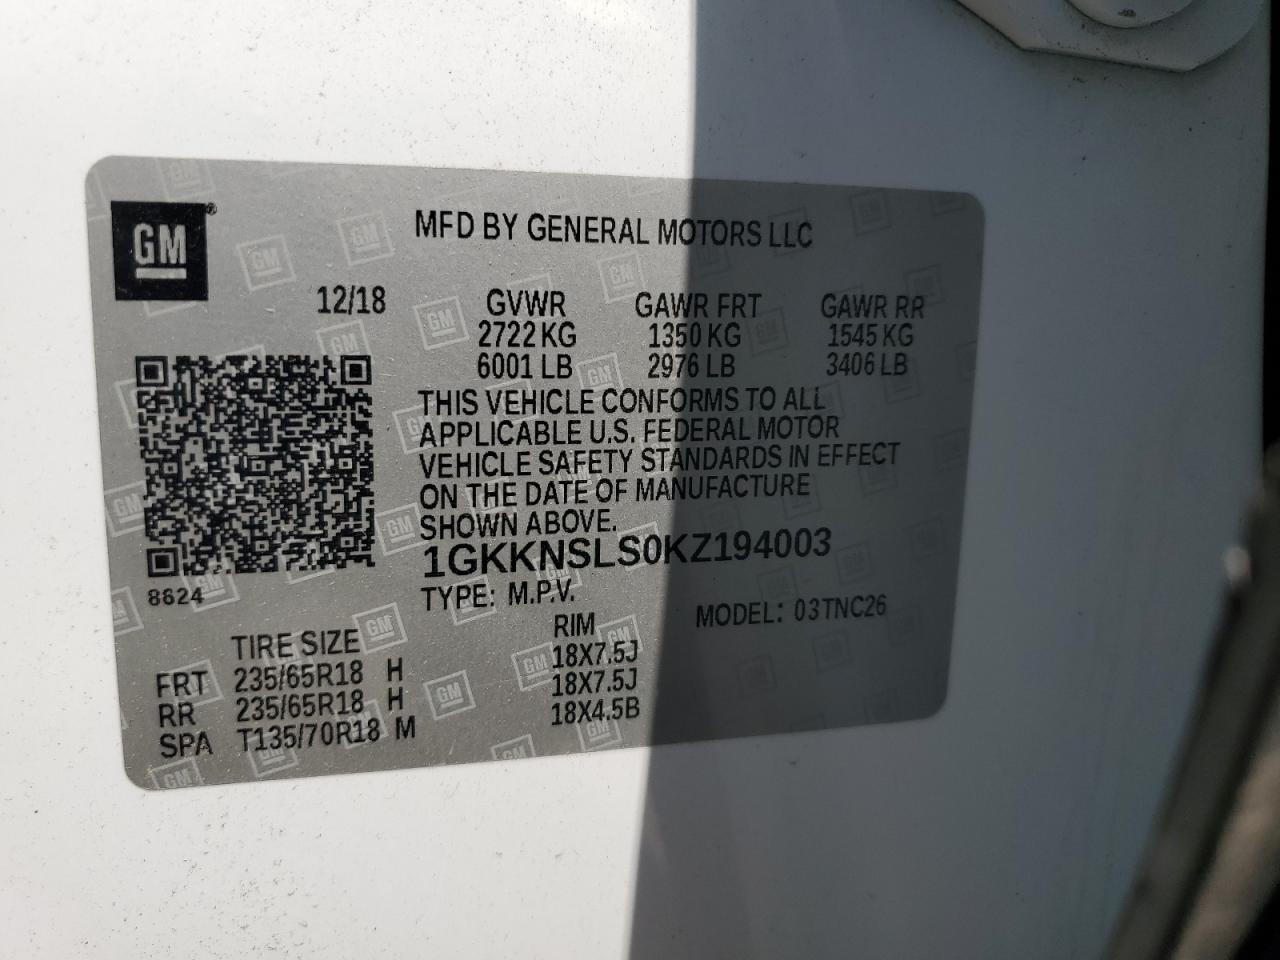 GM®
MFD BY GENERAL MOTORS LLC
12/18
GVWR GAWR FRT GAWR RR
2722 KG 1350 KG 1545 KG
6001 LB 2976 LB 3406 LB
THIS VEHICLE CONFORMS TO ALL
APPLICABLE U.S. FEDERAL MOTOR
VEHICLE SAFETY STANDARDS IN EFFECT
ON THE DATE OF MANUFACTURE
SHOWN ABOVE.
1GKKNSLS0KZ194003
8624
TYPE: M.P.V. MODEL: 03TNC26
TIRE SIZE RIM
FRT 235/65R18 H 18X7.5J
RR 235/65R18 H 18X7.5J
SPA T135/70R18 M 18X4.5B